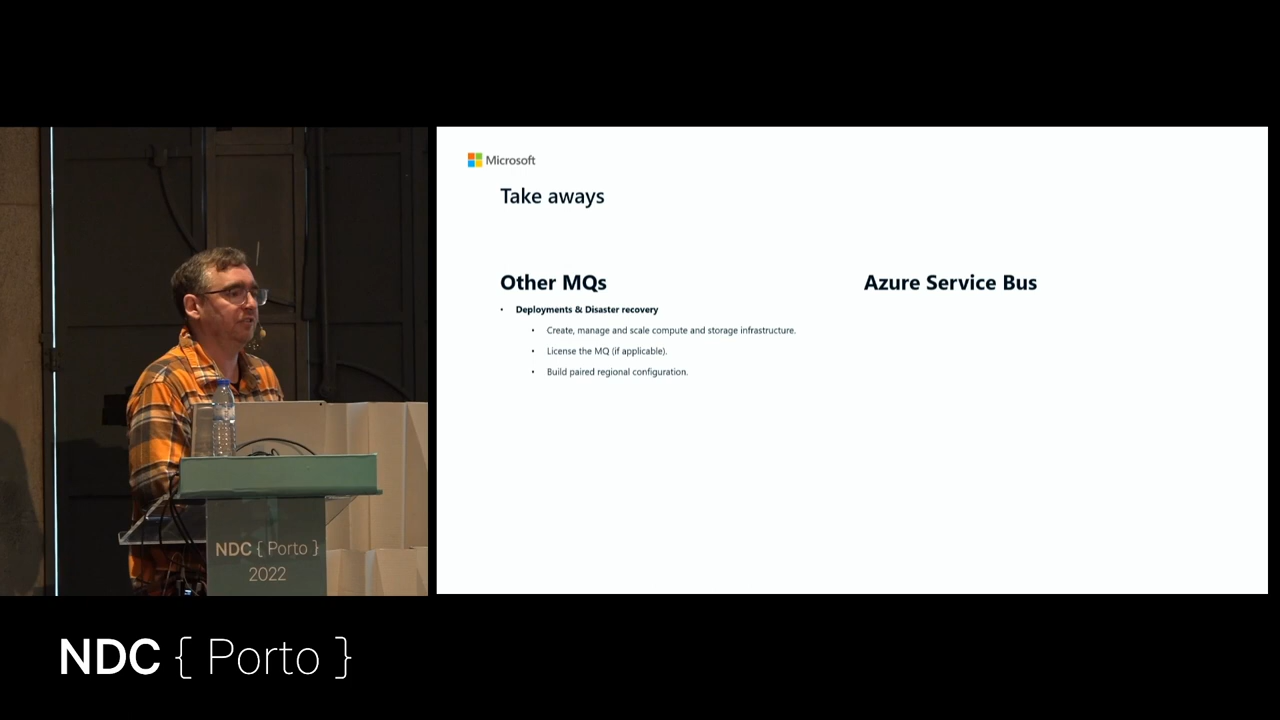 Microsoft
Take aways
Other MQs
• Deployments & Disaster recovery
• Create, manage and scale compute and storage infrastructure.
• License the MQ (if applicable).
• Build paired regional configuration.
Azure Service Bus
NDC { Porto }
2022
NDC { Porto }